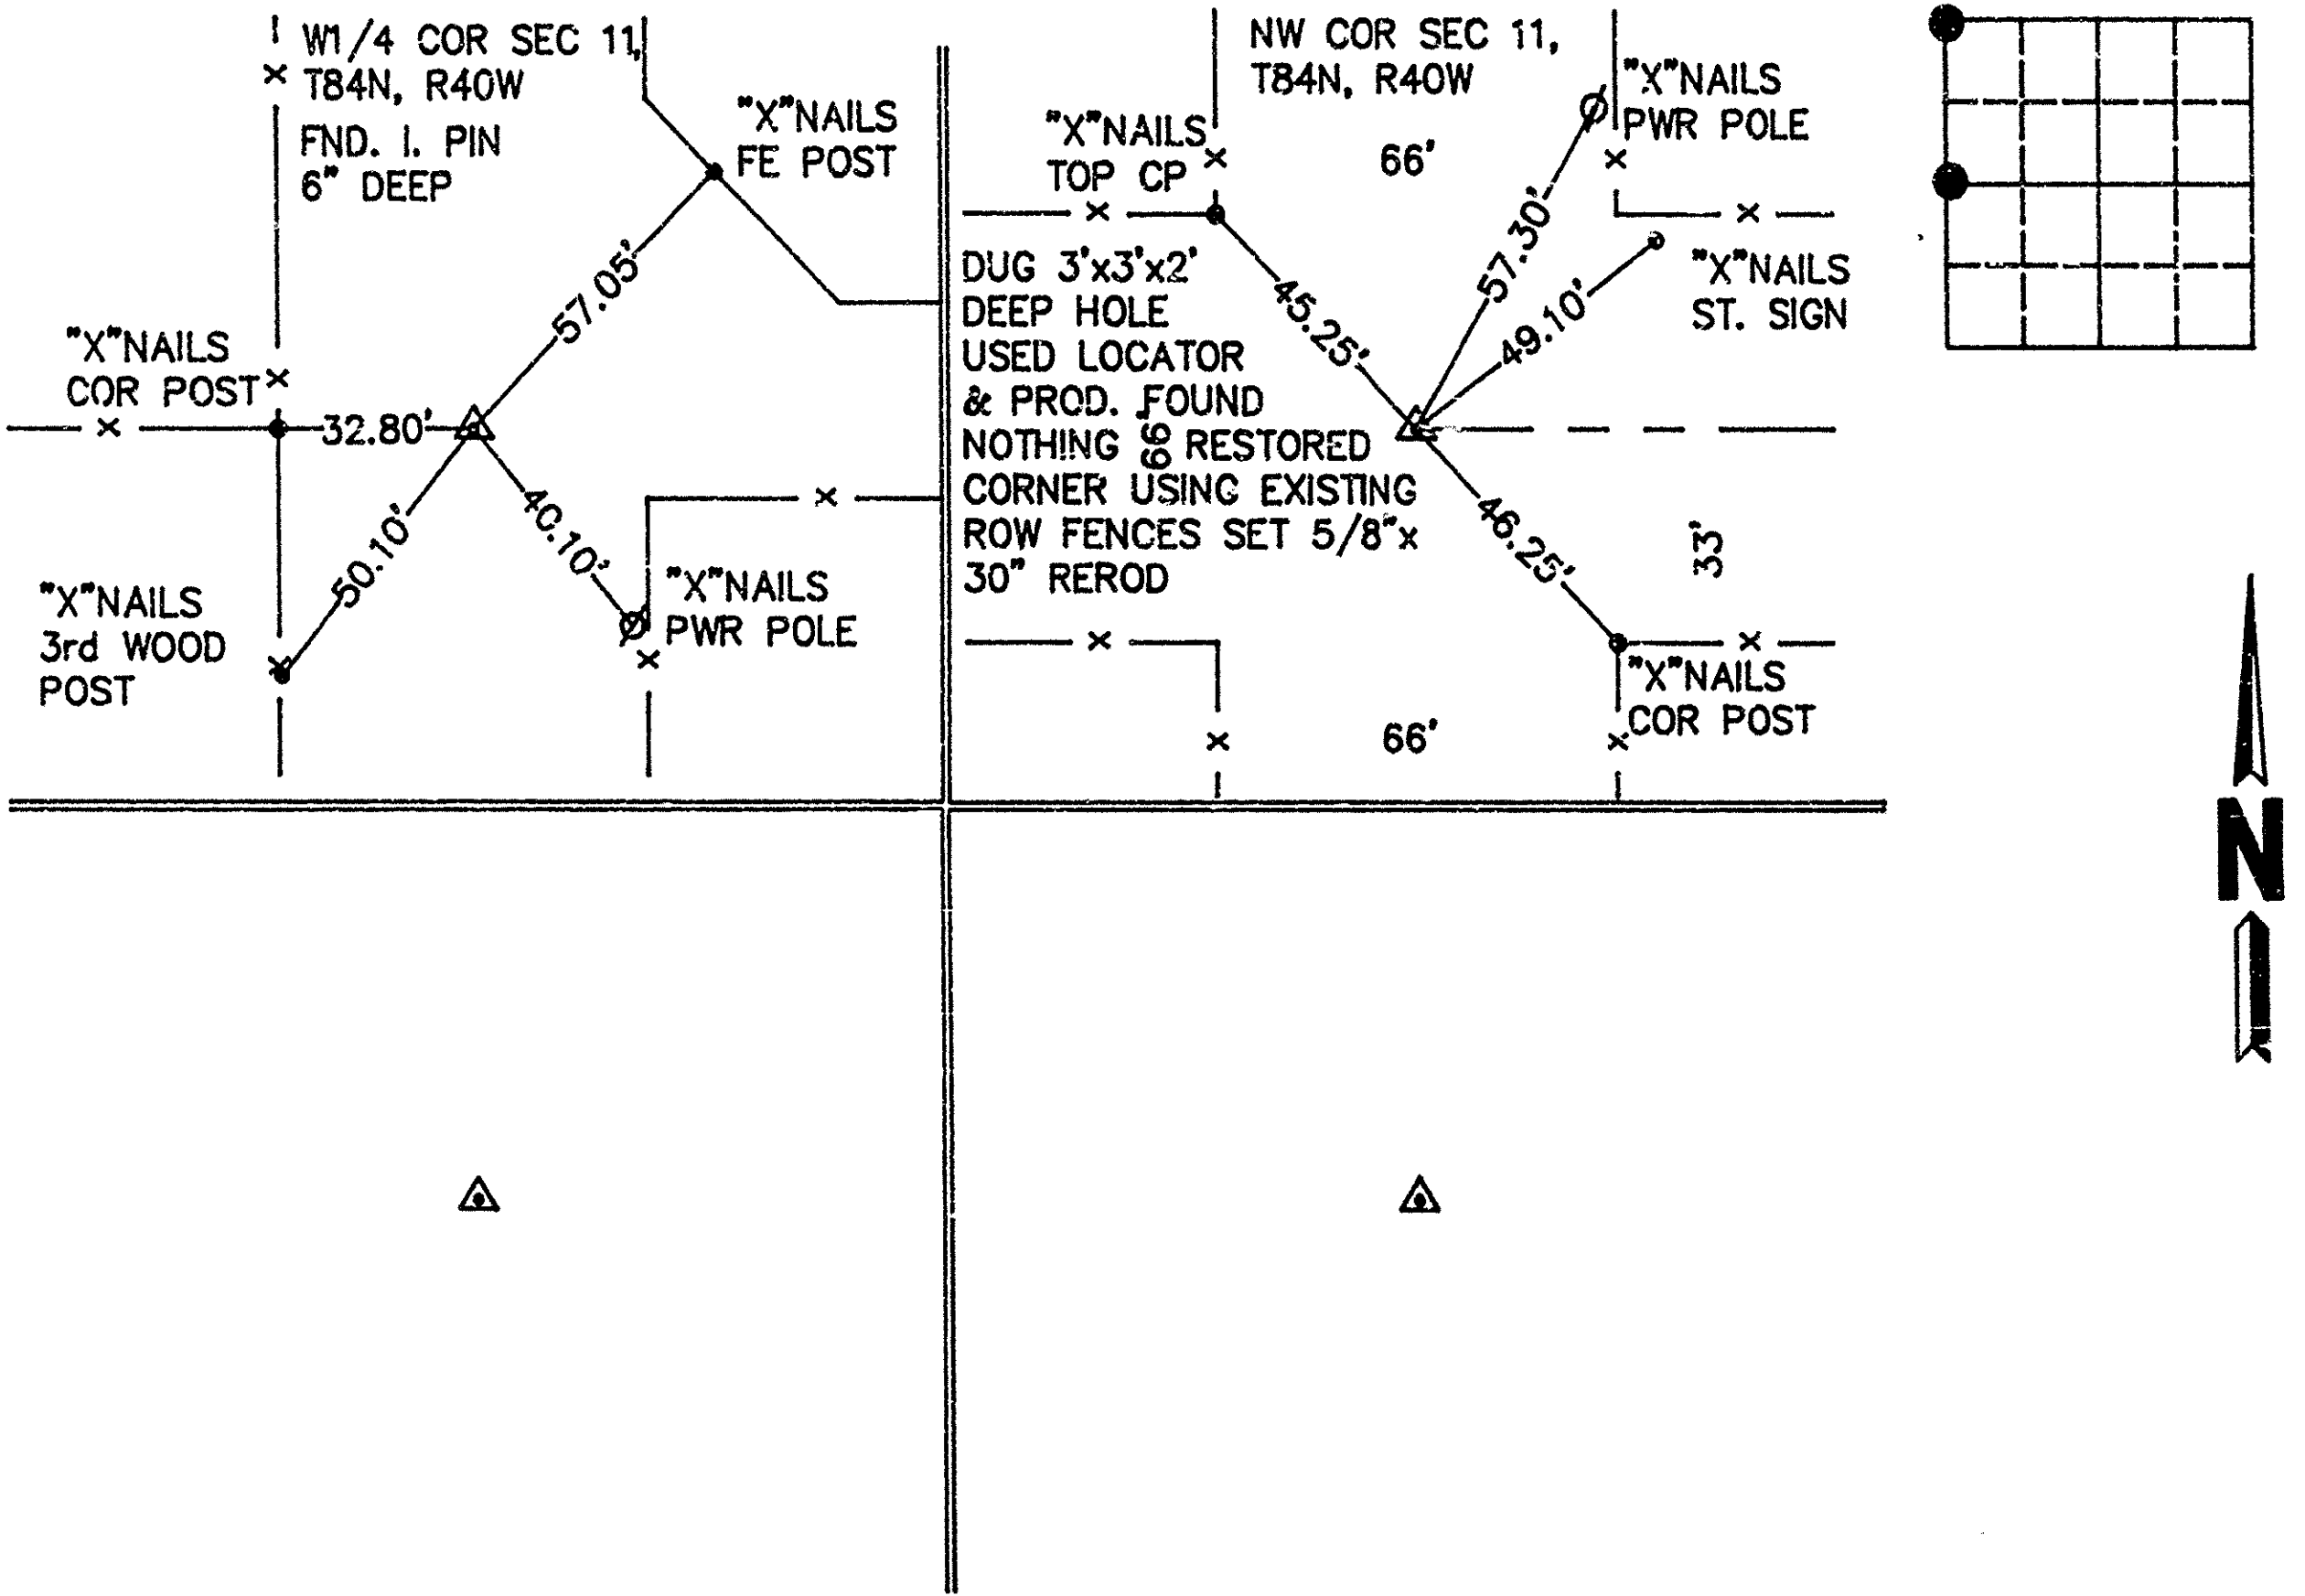 W1/4 COR SEC 11,
T84N, R40W
FND. I. PIN
6" DEEP
"X"NAILS
FE POST
57.05'
"X"NAILS
COR POST
32.80'
50.10'
40.10'
"X"NAILS
3rd WOOD
POST
"X"NAILS
PWR POLE
NW COR SEC 11,
T84N, R40W
"X"NAILS
TOP CP
66'
"X"NAILS
PWR POLE
57.30'
49.10'
45.25'
"X"NAILS
ST. SIGN
DUG 3'x3'x2'
DEEP HOLE
USED LOCATOR
& PROD. FOUND
NOTHING RESTORED
CORNER USING EXISTING
ROW FENCES SET 5/8"x
30" REROD
66'
46.25'
33'
"X"NAILS
COR POST
66'
N